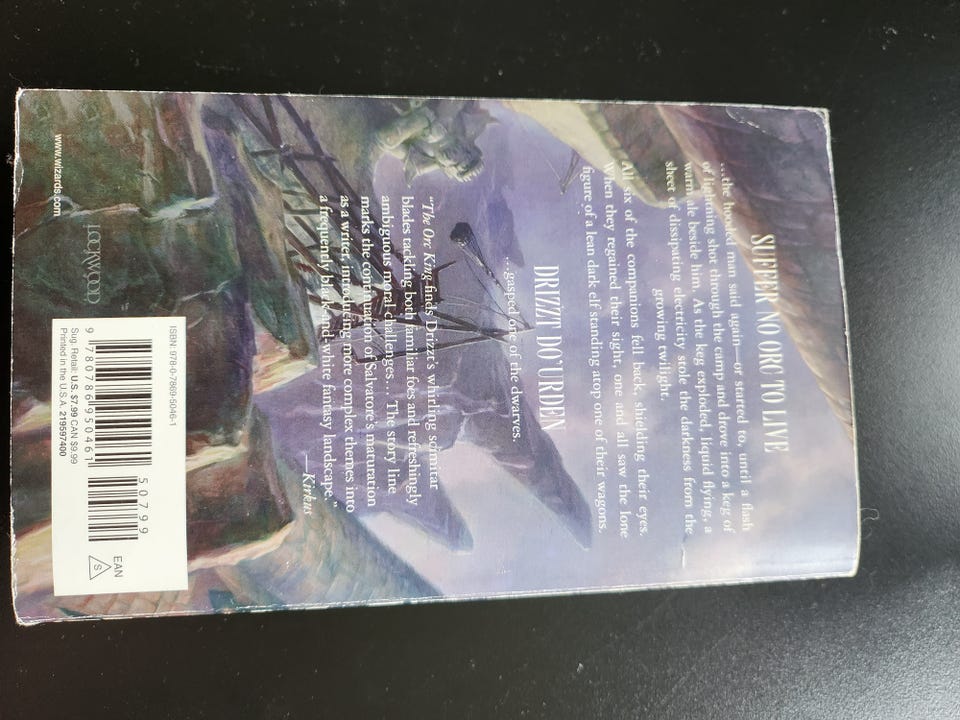 SUFFER NO ORC TO LIVE
...the hooded man said again—or started to, until a flash
of lightning shot through the camp and drove into a keg of
warm ale beside him. As the keg exploded, liquid flying, a
sheet of dissipating electricity stole the darkness from the
growing twilight.
All six of the companions fell back, shielding their eyes.
When they regained their sight, one and all saw the lone
figure of a lean dark elf standing atop one of their wagons.
DRIZZT DO'URDEN
...gasped one of the dwarves.
"The Orc King finds Drizzt's whirling scimitar
blades tackling both familiar foes and refreshingly
ambiguous moral challenges... The story line
marks the continuation of Salvatore's maturation
as a writer, introducing more complex themes into
a frequently black-and-white fantasy landscape."
—Kirkus
www.wizards.com
LOCKWOOD
ISBN: 978-0-7869-5046-1
9 780786 950461
50799
EAN
S
Sug. Retail: U.S. $7.99 CAN $9.99
Printed in the U.S.A. 219597400